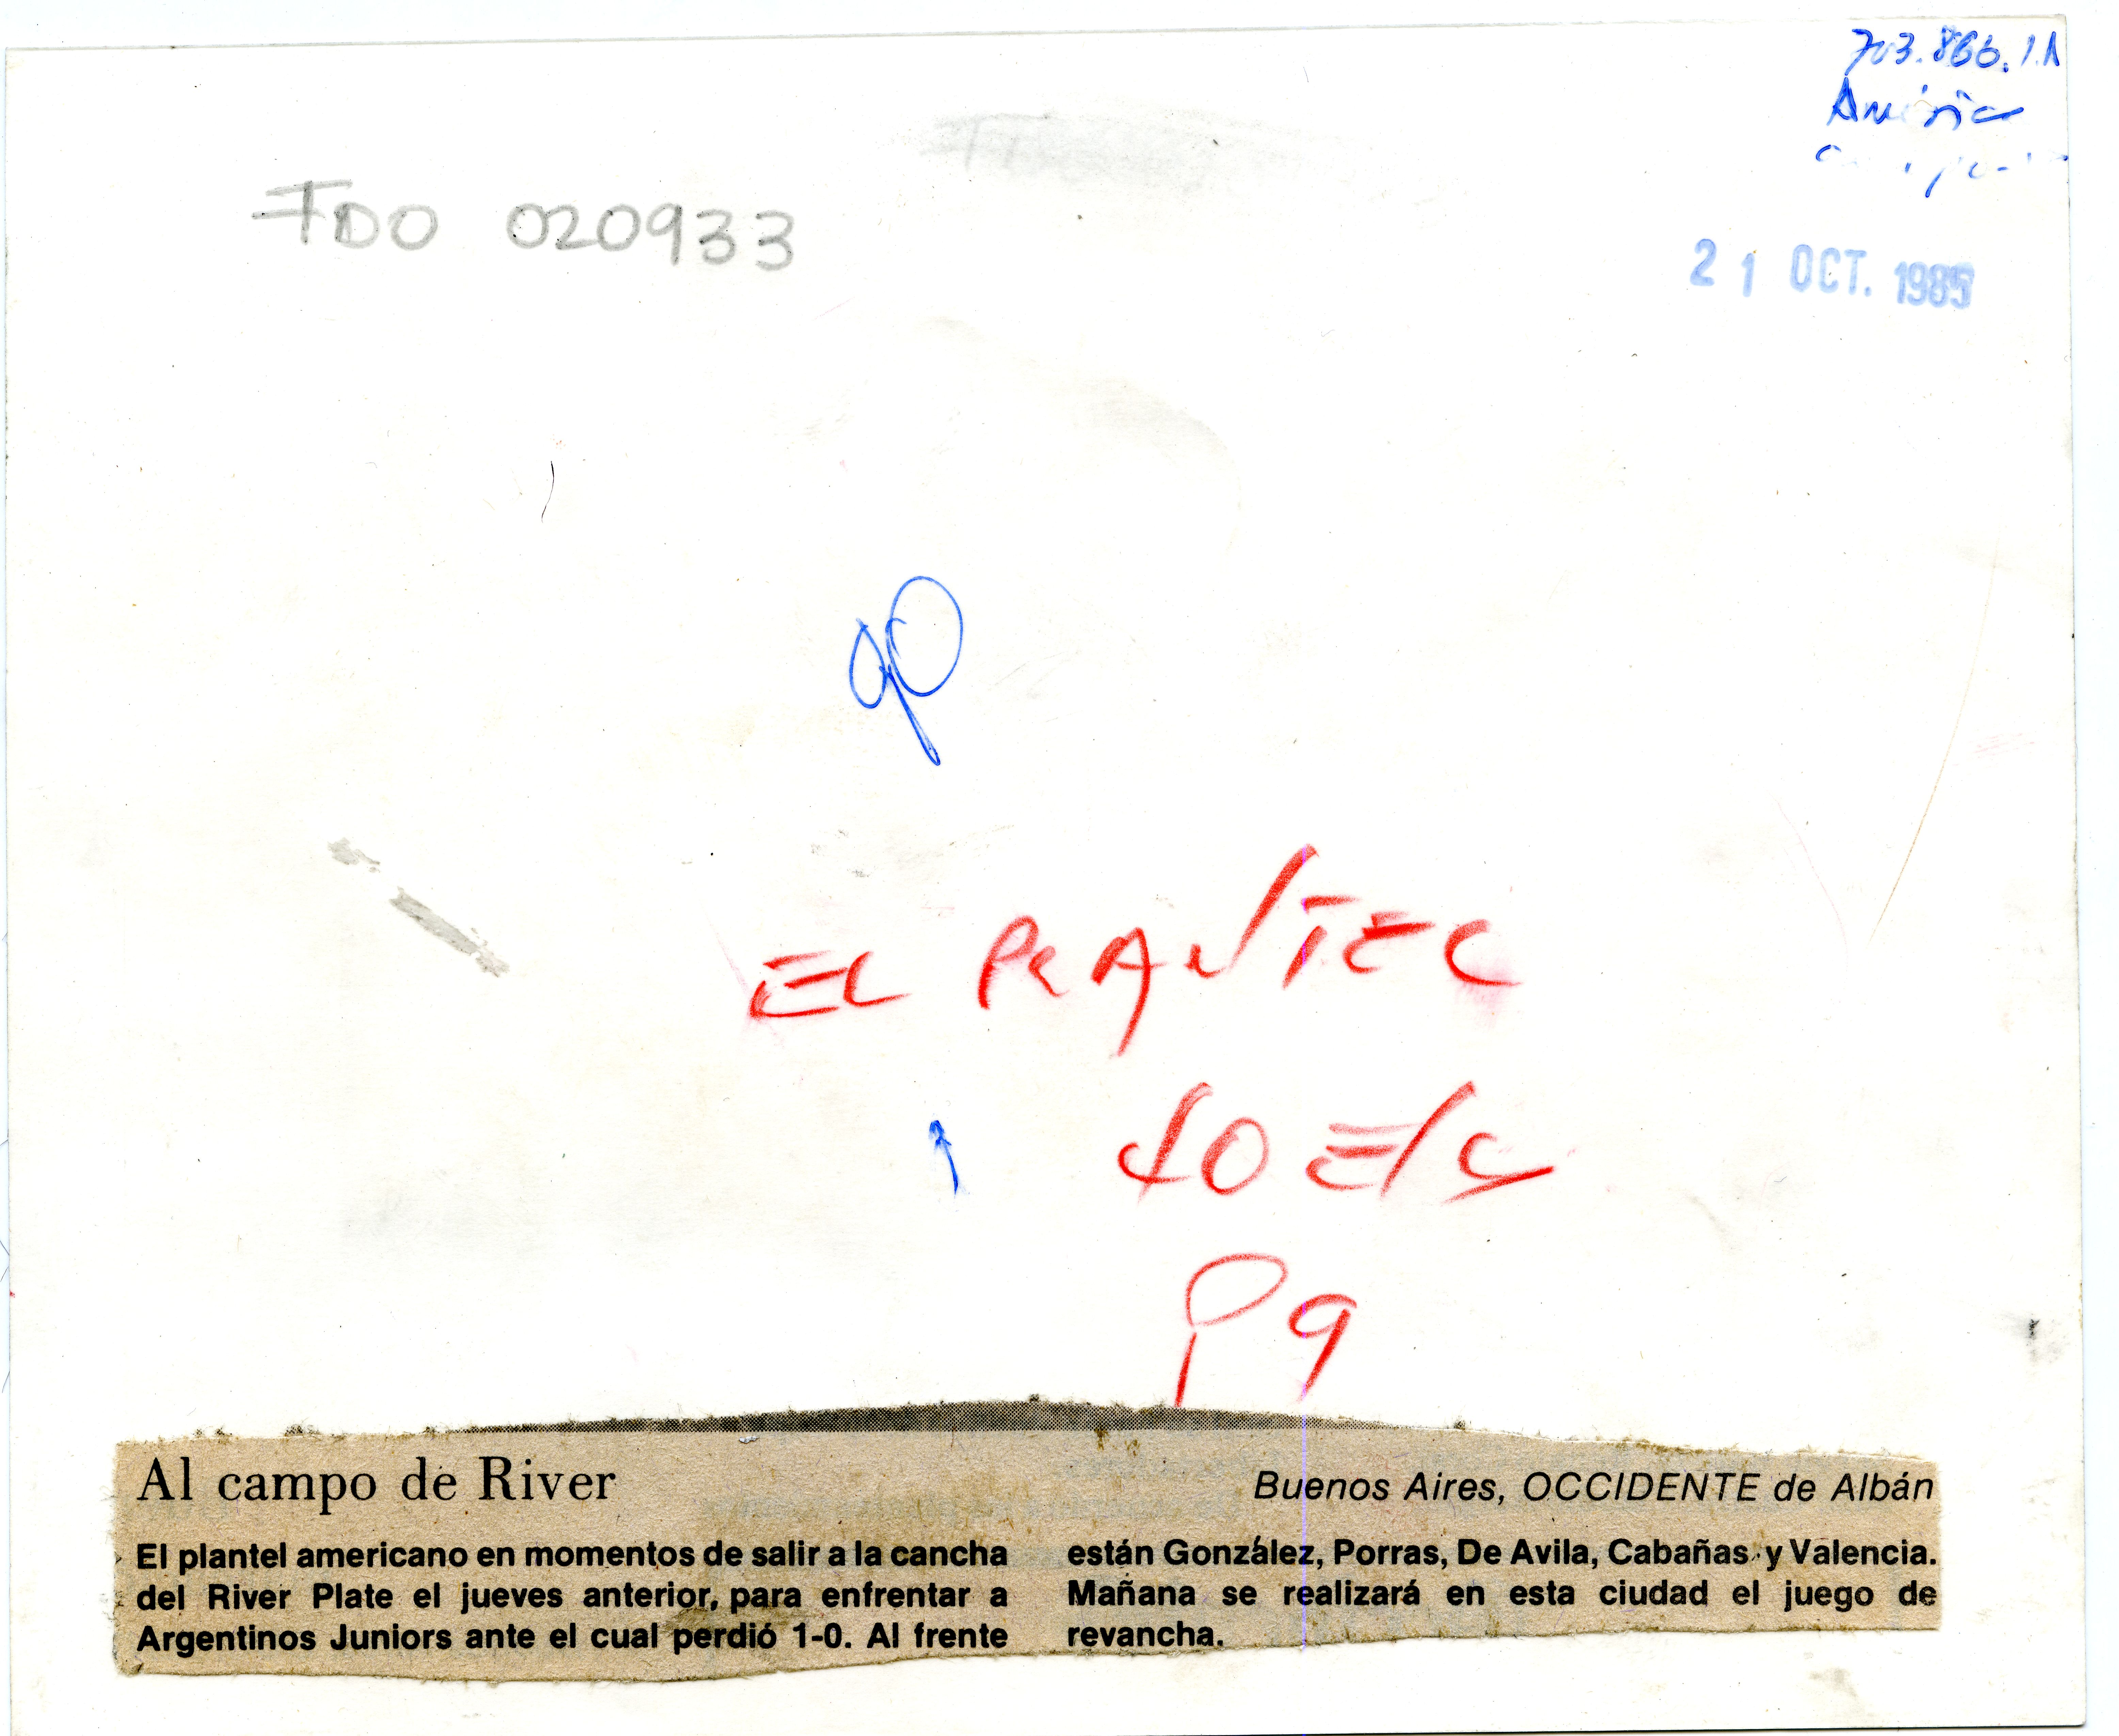 703.866.1A
América
FDO 020933
21 OCT. 1985
90
EL PLANTEL
P9
Al campo de River
Buenos Aires, OCCIDENTE de Albán
El plantel americano en momentos de salir a la cancha
del River Plate el jueves anterior, para enfrentar a
Argentinos Juniors ante el cual perdió 1-0. Al frente
están González, Porras, De Avila, Cabañas y Valencia.
Mañana se realizará en esta ciudad el juego de
revancha.